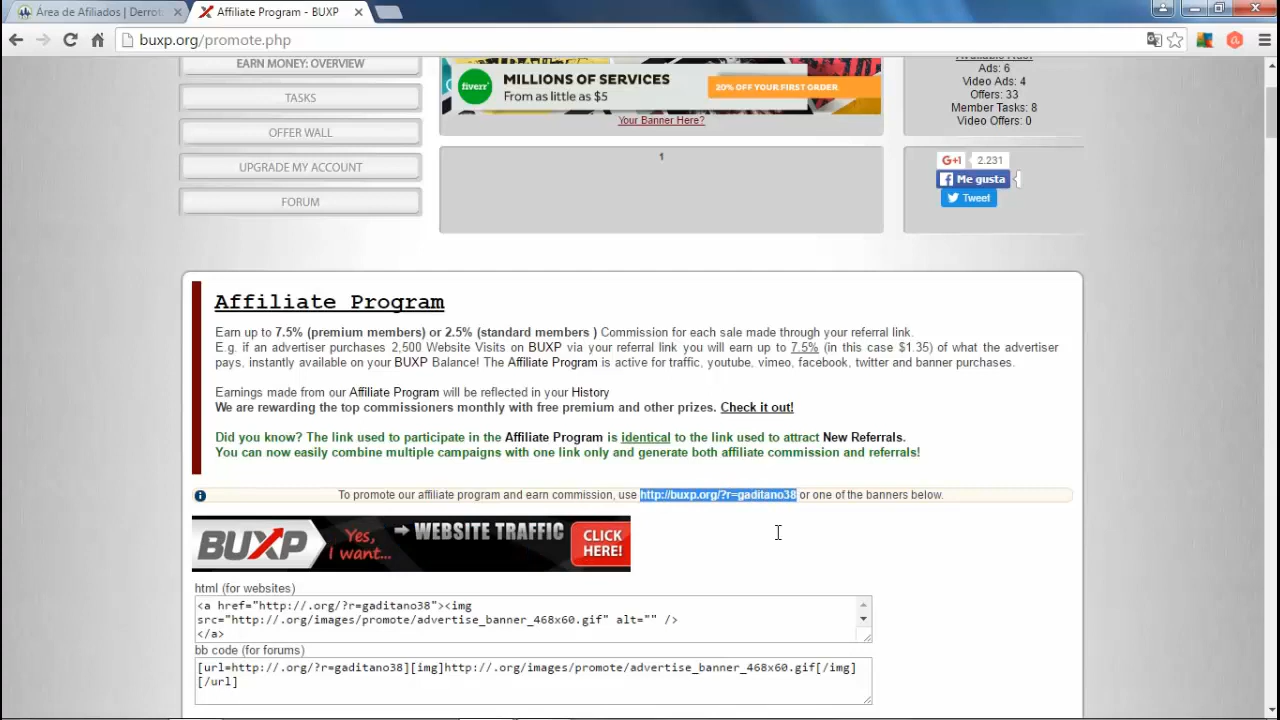 Área de Afiliados | Derrot
Affiliate Program - BUXP
buxp.org/promote.php
EARN MONEY: OVERVIEW
TASKS
OFFER WALL
UPGRADE MY ACCOUNT
FORUM
fiverr
MILLIONS OF SERVICES
From as little as $5
20% OFF YOUR FIRST ORDER.
Your Banner Here?
1
Ads: 6
Video Ads: 4
Offers: 33
Member Tasks: 8
Video Offers: 0
G+1 2.231
Me gusta
Tweet
Affiliate Program
Earn up to 7.5% (premium members) or 2.5% (standard members ) Commission for each sale made through your referral link.
E.g. if an advertiser purchases 2,500 Website Visits on BUXP via your referral link you will earn up to 7.5% (in this case $1.35) of what the advertiser
pays, instantly available on your BUXP Balance! The Affiliate Program is active for traffic, youtube, vimeo, facebook, twitter and banner purchases.
Earnings made from our Affiliate Program will be reflected in your History
We are rewarding the top commissioners monthly with free premium and other prizes. Check it out!
Did you know? The link used to participate in the Affiliate Program is identical to the link used to attract New Referrals.
You can now easily combine multiple campaigns with one link only and generate both affiliate commission and referrals!
To promote our affiliate program and earn commission, use http://buxp.org/?r=gaditano38 or one of the banners below.
BUXP Yes, I want... WEBSITE TRAFFIC CLICK HERE!
html (for websites)
<a href="http://.org/?r=gaditano38"><img
src="http://.org/images/promote/advertise_banner_468x60.gif" alt="" />
</a>
bb code (for forums)
[url=http://.org/?r=gaditano38][img]http://.org/images/promote/advertise_banner_468x60.gif[/img]
[/url]